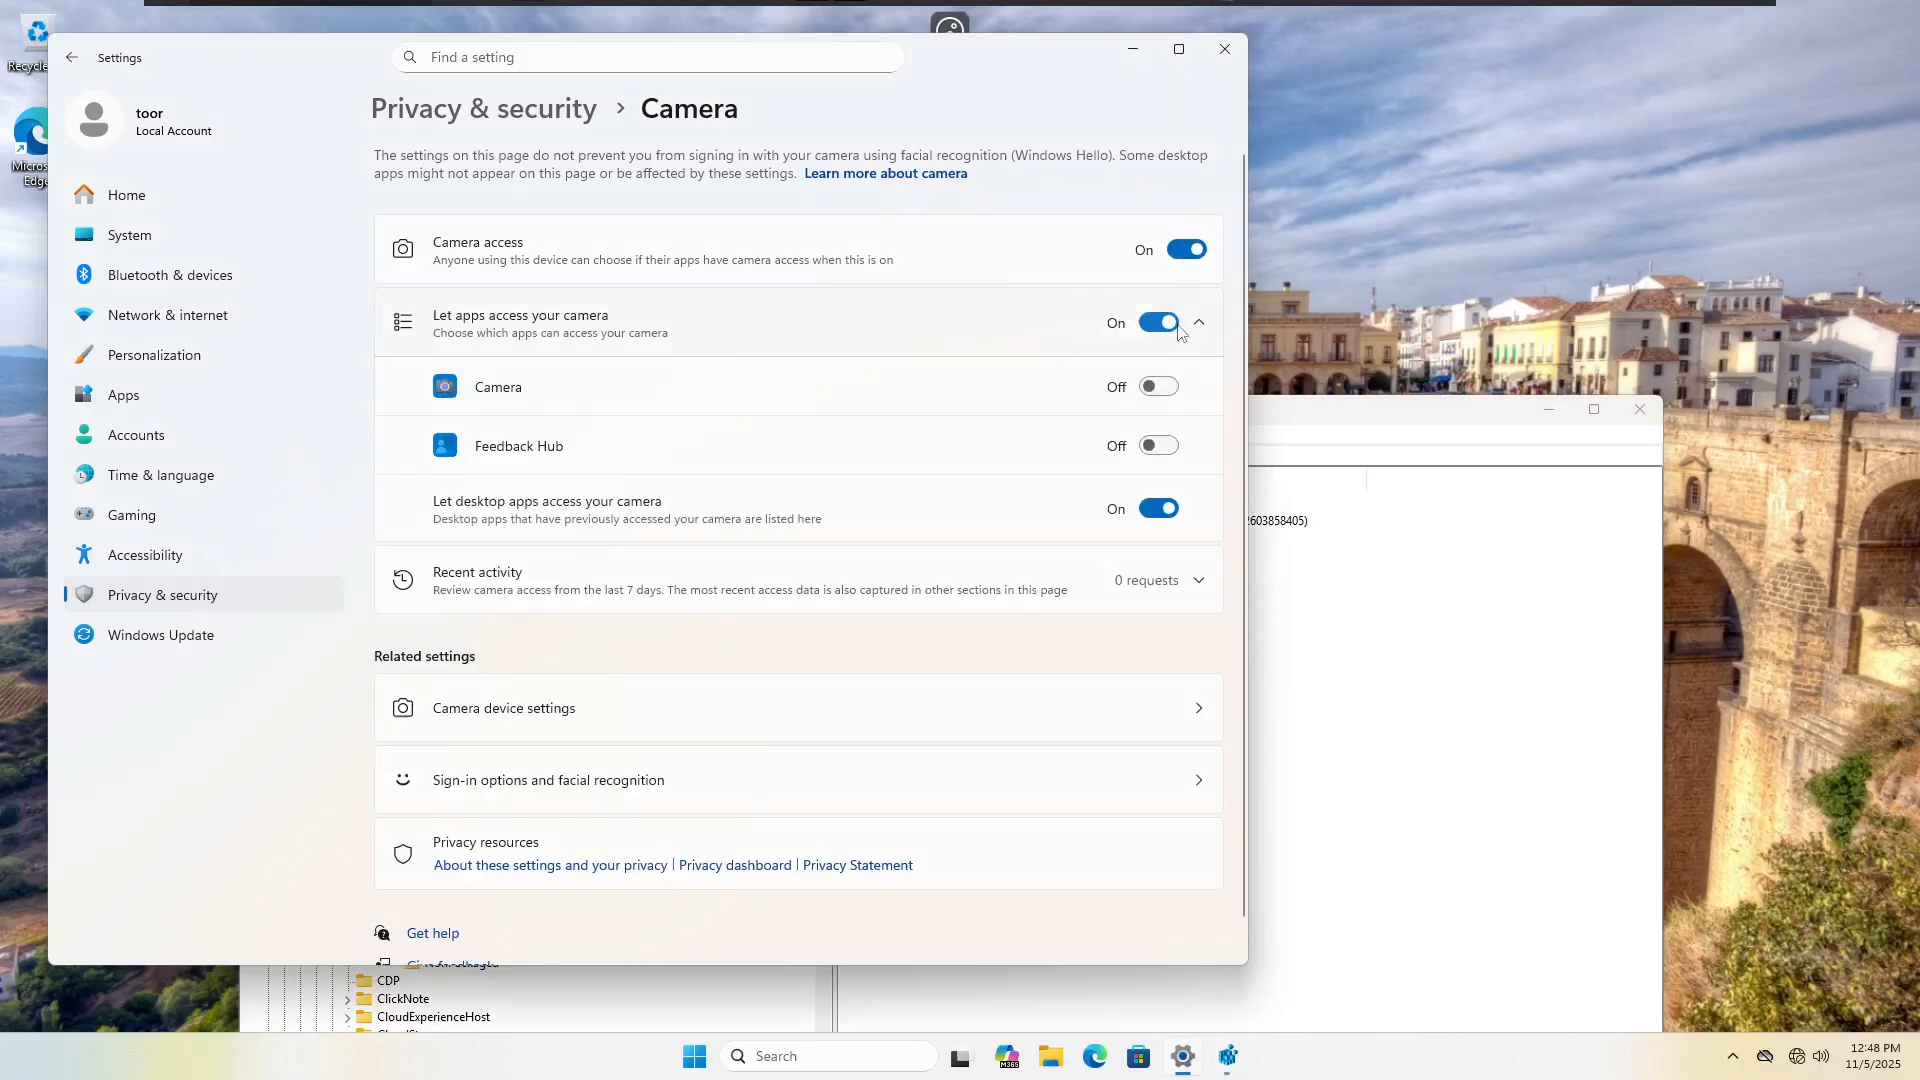 Recycle
Micros
Edge
Settings
Find a setting
toor
Local Account
Home
System
Bluetooth & devices
Network & internet
Personalization
Apps
Accounts
Time & language
Gaming
Accessibility
Privacy & security
Windows Update
Privacy & security > Camera
The settings on this page do not prevent you from signing in with your camera using facial recognition (Windows Hello). Some desktop
apps might not appear on this page or be affected by these settings. Learn more about camera
Camera access
Anyone using this device can choose if their apps have camera access when this is on
On
Let apps access your camera
Choose which apps can access your camera
On
Camera
Off
Feedback Hub
Off
Let desktop apps access your camera
Desktop apps that have previously accessed your camera are listed here
On
Recent activity
Review camera access from the last 7 days. The most recent access data is also captured in other sections in this page
0 requests
Related settings
Camera device settings
Sign-in options and facial recognition
Privacy resources
About these settings and your privacy | Privacy dashboard | Privacy Statement
Get help
2603858405)
CDP
ClickNote
CloudExperienceHost
Search
M365
12:48 PM
11/5/2025